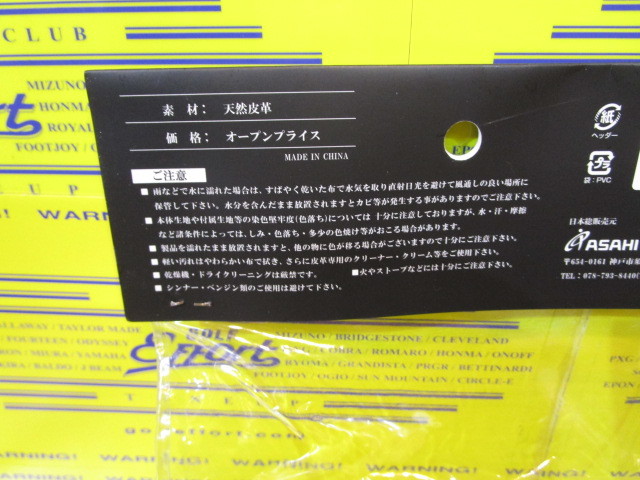 CLUB
MIZUNO
HONMA
ROYAL
FOOTJOY / FO
WARNING!
素 材： 天然皮革
価 格： オープンプライス
MADE IN CHINA
ご注意
■雨などで水に濡れた場合は、すばやく乾いた布で水気を取り直射日光を避けて風通しの良い場所に
保管して下さい。水分を含んだまま放置されますとカビ等が発生する事がありますのでご注意下さい。
■本体生地や付属生地等の染色堅牢度(色落ち)については 十分に注意しておりますが、水・汗・摩擦
など諸条件によっては、しみ・色落ち・多少の色焼け等がおこる場合があります。
■製品を濡れたまま放置されますと、他の物に色が移る場合がございますので十分にご注意下さい。
■軽い汚れはやわらかい布で拭き、さらに皮革専用のクリーナー・クリーム等をご使用下さい。
■乾燥機・ドライクリーニングは厳禁です。 ■火やストーブなどには十分ご注意下さい。
■シンナー・ベンジン類のご使用は避けて下さい。
EP
紙
ヘッダー
プラ
袋：PVC
日本総販売元
ASAHI
〒654-0161 神戸市
TEL： 078-793-8440
LLAWAY / TAYLOR MADE
FOURTEEN / ODYSSEY
RON / MIURA / YAMAHA
RA / BALDO / J BEAM
GOLF
Effort
MIZUNO / BRIDGESTONE / CLEVELAND
PING / COBRA / ROMARO / HONMA / ONOFF
RYOMA / GRANDISTA / PRGR / BETTINARDI
FOOTJOY / OGIO / SUN MOUNTAIN / CIRCLE-E
PXG
EPON
T U N E U P
golfeffort.com
WARNING! WARNING! WARNING! WARNING!